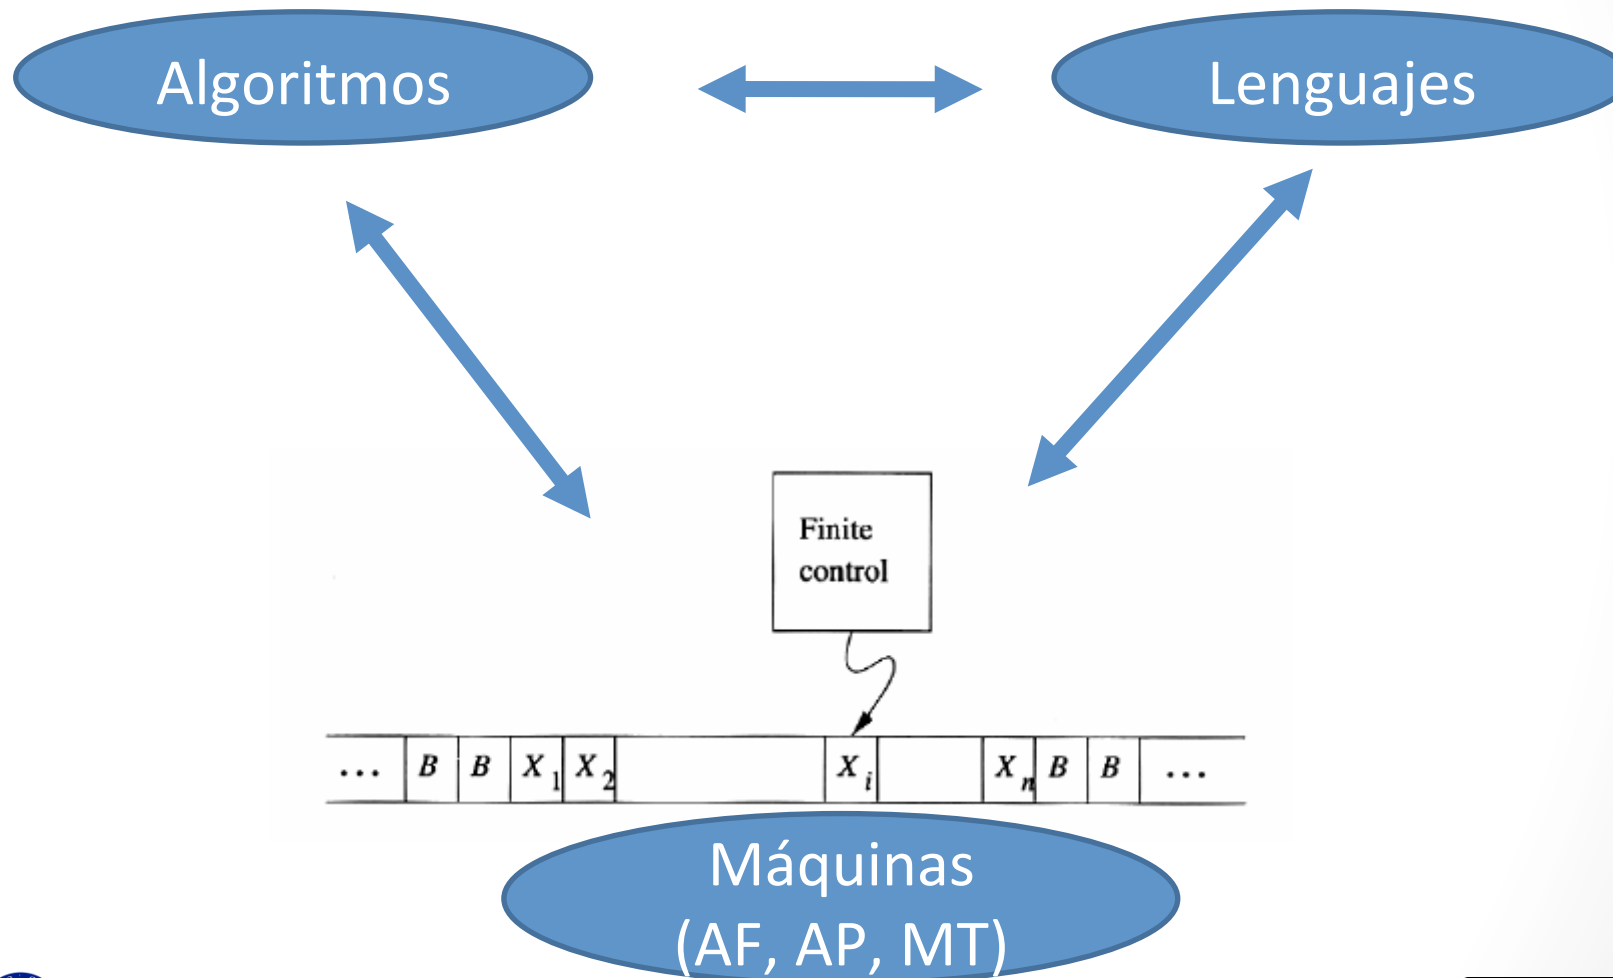 Algoritmos
Lenguajes
Finite
control
... B B X1 X2 Xi Xn B B ...
Máquinas
(AF, AP, MT)